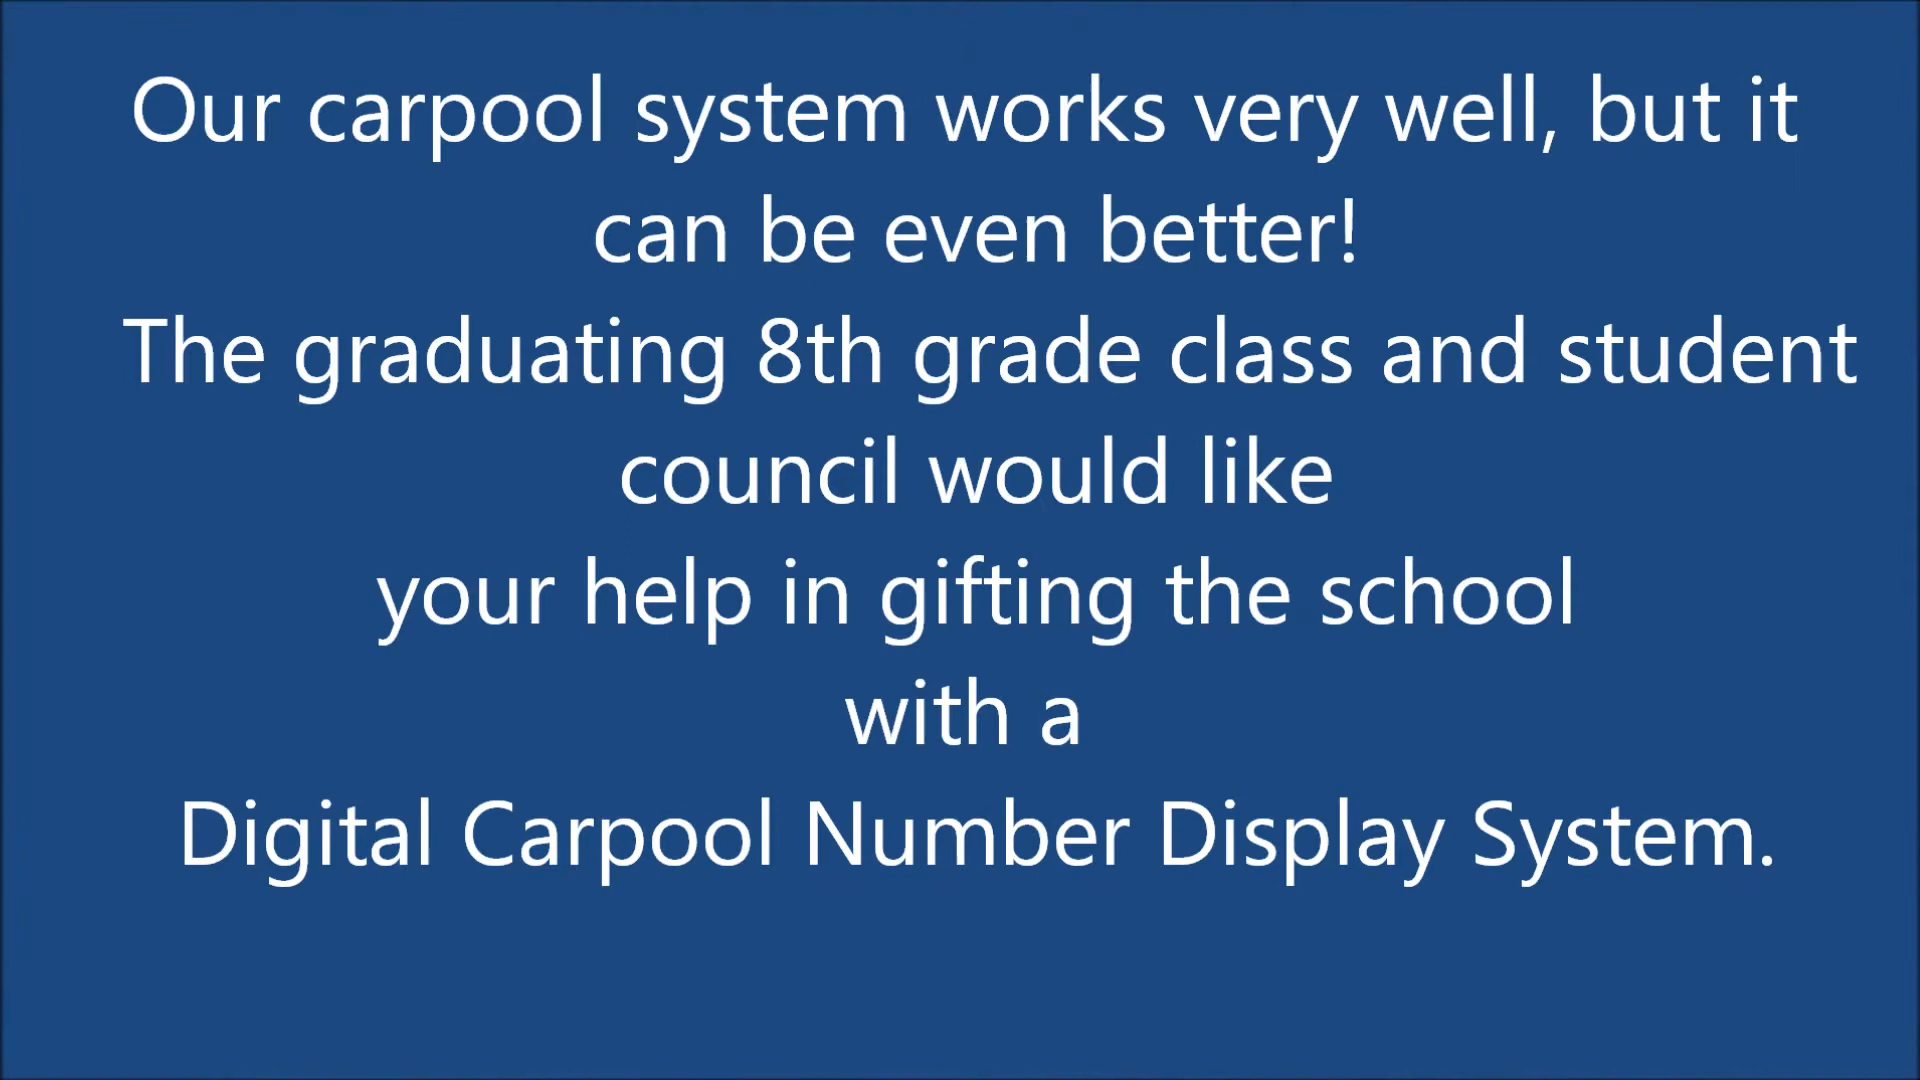 Our carpool system works very well, but it
can be even better!
The graduating 8th grade class and student
council would like
your help in gifting the school
with a
Digital Carpool Number Display System.